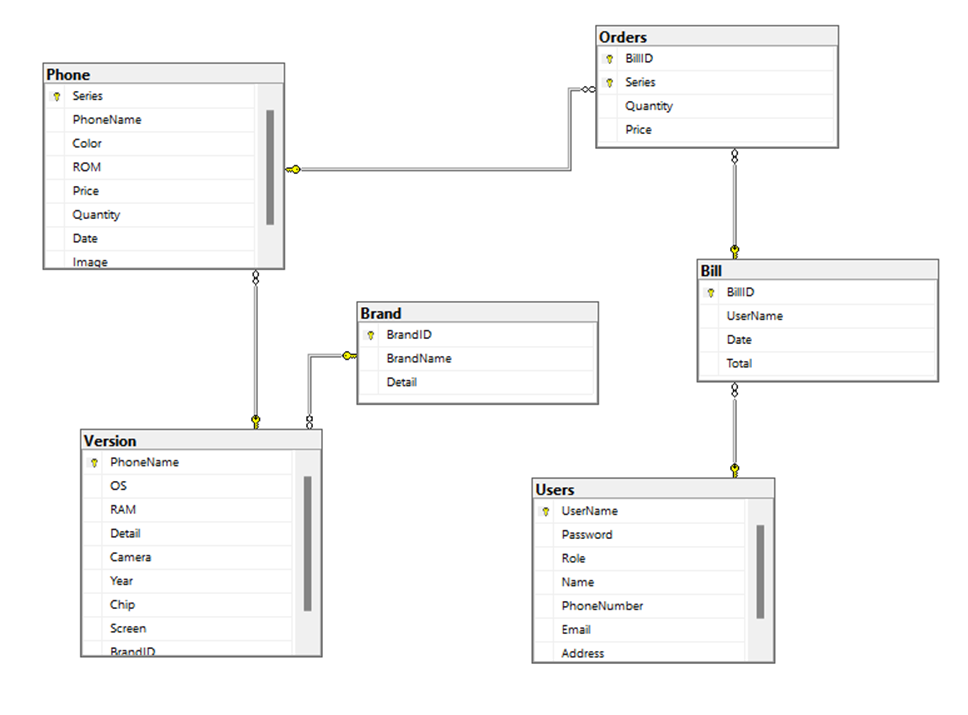 Phone
Series
PhoneName
Color
ROM
Price
Quantity
Date
Image
Orders
BillID
Series
Quantity
Price
Brand
BrandID
BrandName
Detail
Bill
BillID
UserName
Date
Total
Version
PhoneName
OS
RAM
Detail
Camera
Year
Chip
Screen
BrandID
Users
UserName
Password
Role
Name
PhoneNumber
Email
Address